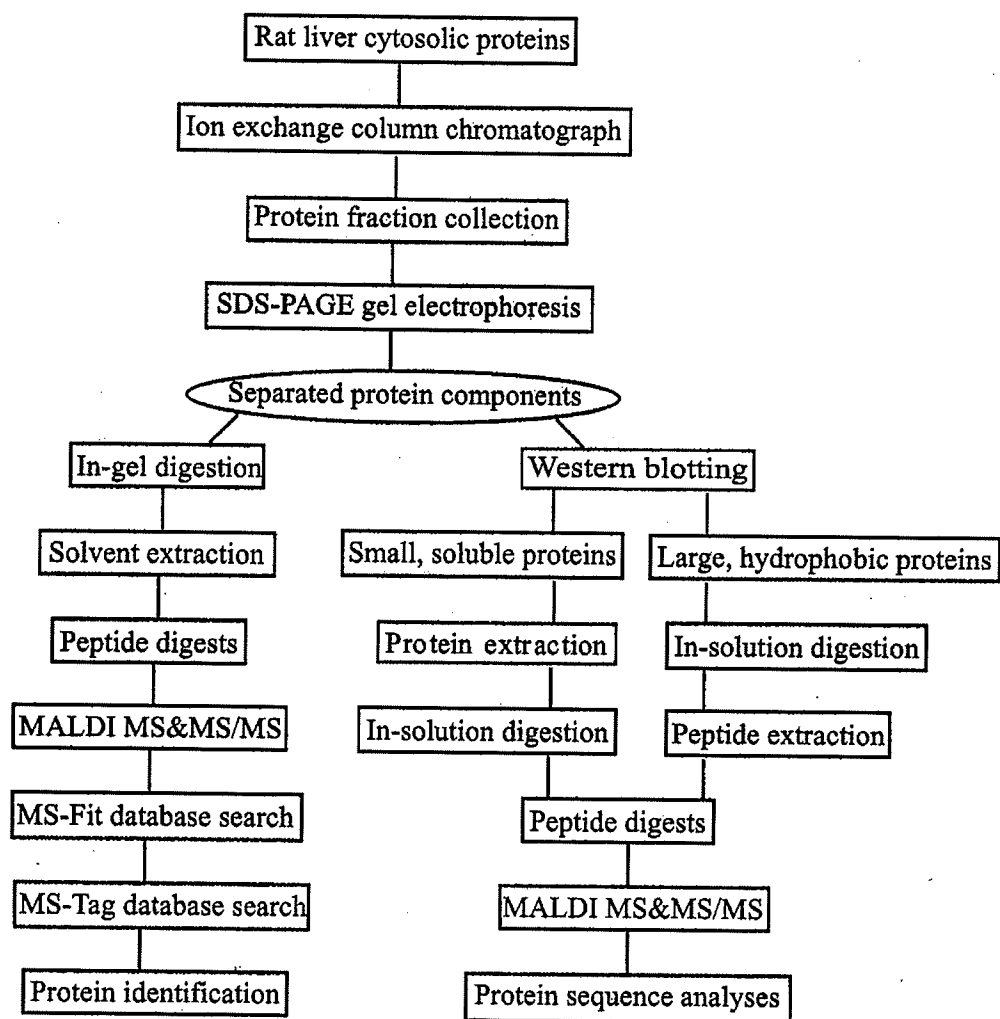 Rat liver cytosolic proteins
Ion exchange column chromatograph
Protein fraction collection
SDS-PAGE gel electrophoresis
Separated protein components
In-gel digestion
Western blotting
Solvent extraction
Small, soluble proteins
Large, hydrophobic proteins
Peptide digests
Protein extraction
In-solution digestion
MALDI MS&MS/MS
In-solution digestion
Peptide extraction
MS-Fit database search
Peptide digests
MS-Tag database search
MALDI MS&MS/MS
Protein identification
Protein sequence analyses